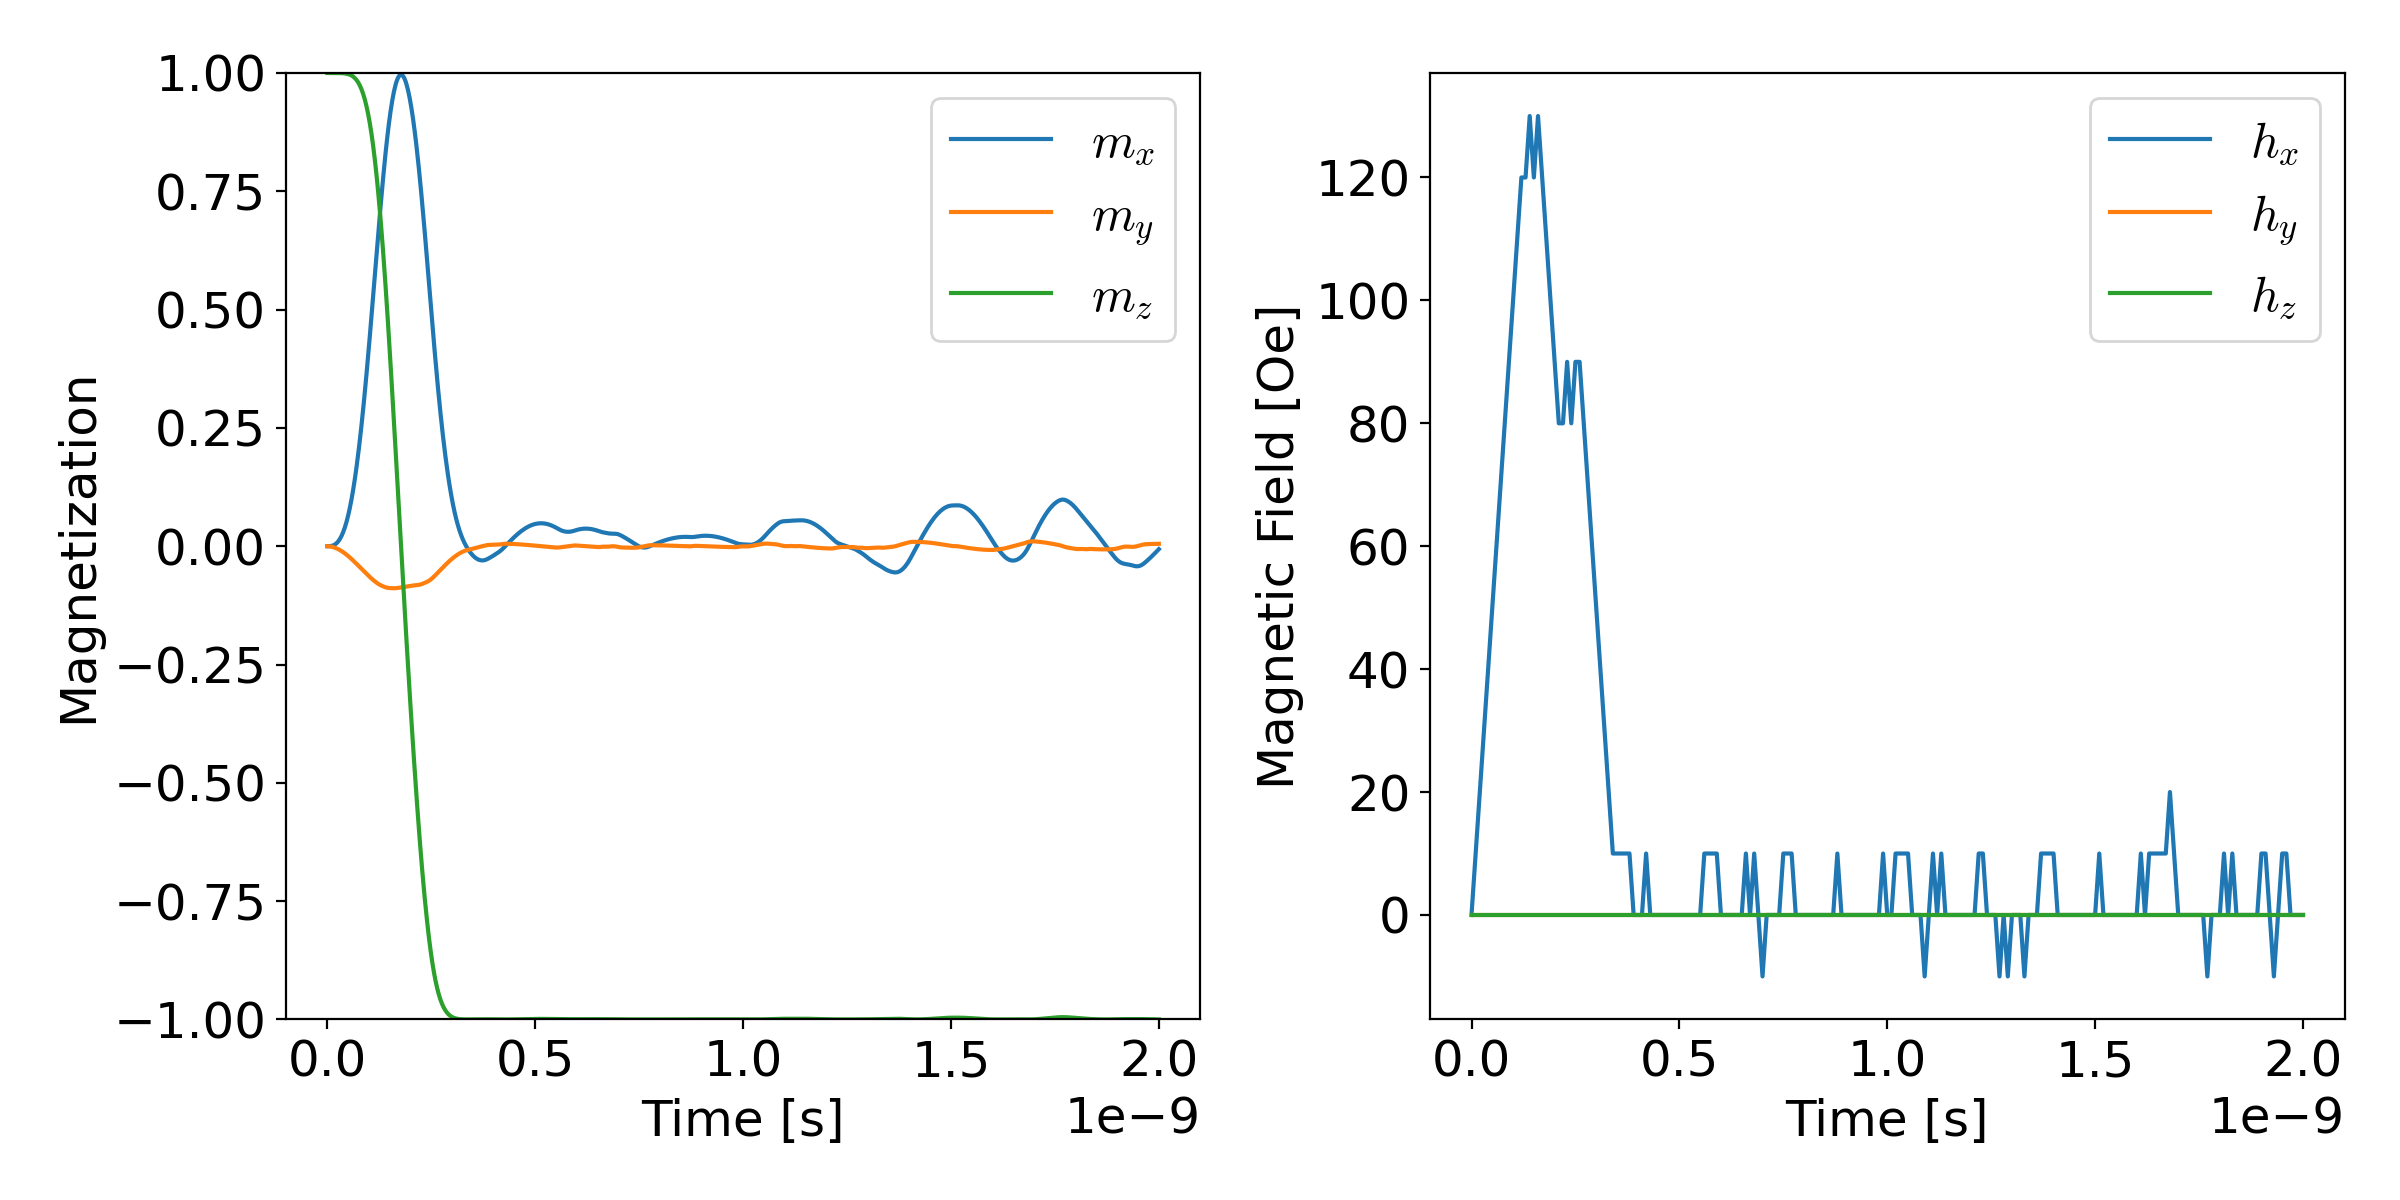 Magnetization
1.00
0.75
0.50
0.25
0.00
−0.25
−0.50
−0.75
−1.00
0.0 0.5 1.0 1.5 2.0
Time [s]
1e−9
m_x
m_y
m_z
Magnetic Field [Oe]
120
100
80
60
40
20
0
0.0 0.5 1.0 1.5 2.0
Time [s]
1e−9
h_x
h_y
h_z